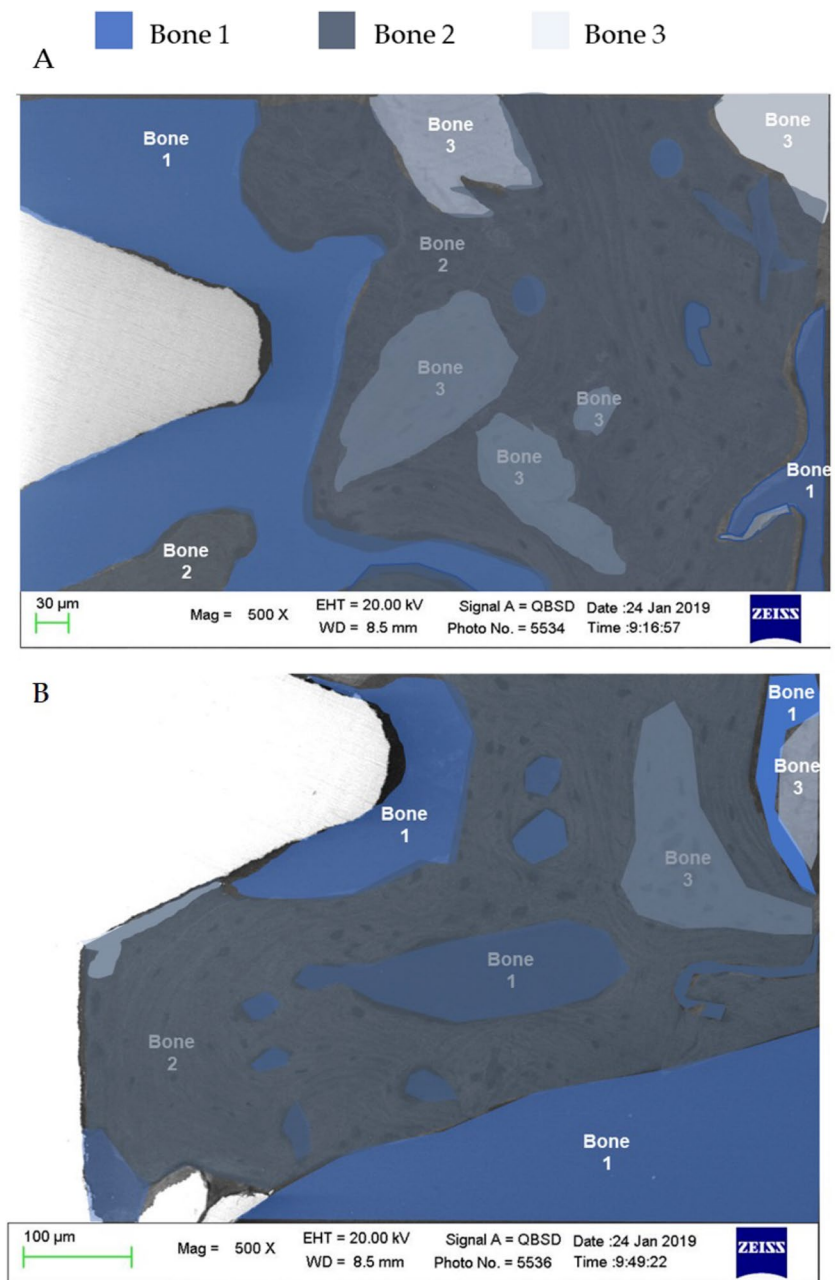 Bone 1 Bone 2 Bone 3
A
Bone
1
Bone
3
Bone
3
Bone
2
Bone
3
Bone
3
Bone
3
Bone
1
Bone
2
30 µm
Mag = 500 X
EHT = 20.00 kV
WD = 8.5 mm
Signal A = QBSD
Photo No. = 5534
Date :24 Jan 2019
Time :9:16:57
ZEISS
B
Bone
1
Bone
3
Bone
1
Bone
3
Bone
1
Bone
2
Bone
1
100 µm
Mag = 500 X
EHT = 20.00 kV
WD = 8.5 mm
Signal A = QBSD
Photo No. = 5536
Date :24 Jan 2019
Time :9:49:22
ZEISS